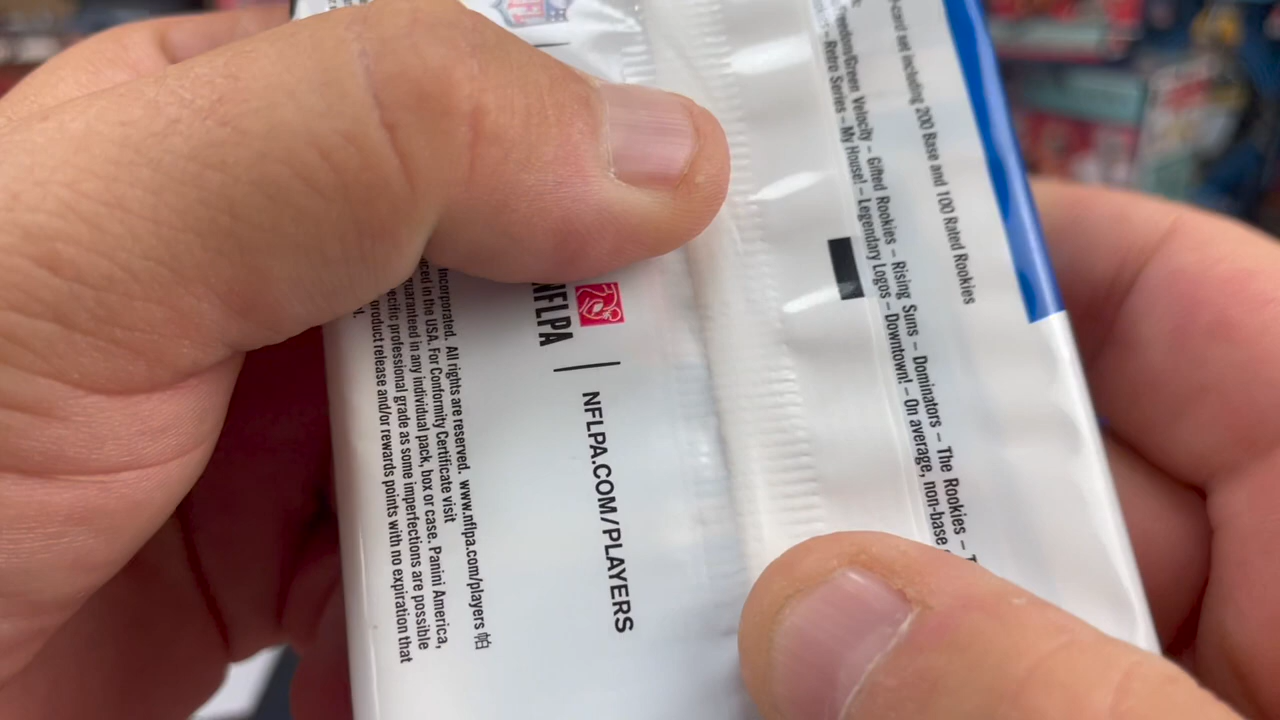 -card set including 200 Base and 100 Rated Rookies
Freedom/Green Velocity – Gifted Rookies – Rising Suns – Dominators – The Rookies –
– Retro Series – My House! – Legendary Logos – Downtown! – On average, non-base
NFL
NFLPA | NFLPA.COM/PLAYERS
Incorporated. All rights are reserved. www.nflpa.com/players 帕
in the USA. For Conformity Certificate visit
guaranteed in any individual pack, box or case. Panini America,
specific professional grade as some imperfections are possible
product release and/or rewards points with no expiration that